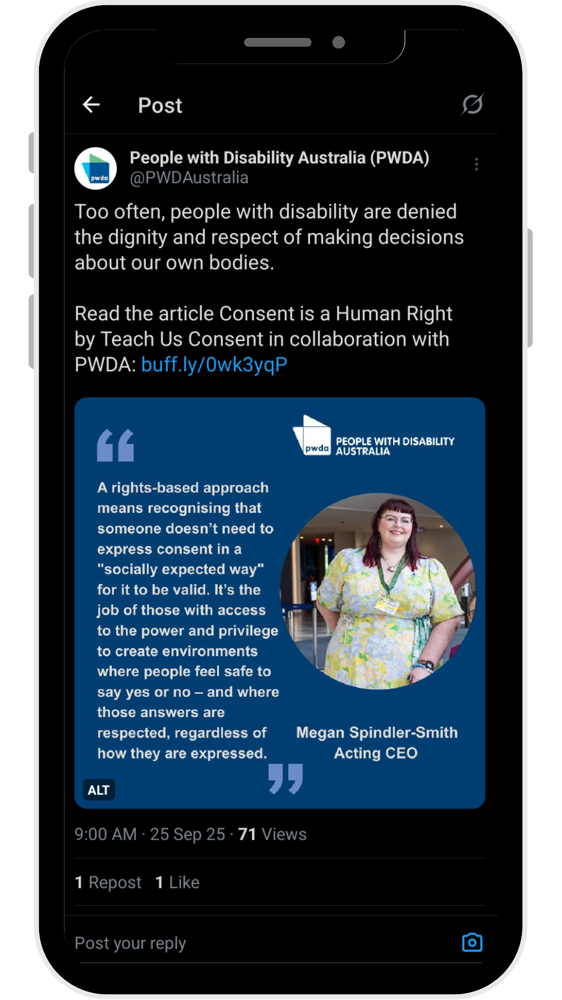 Post
People with Disability Australia (PWDA)
@PWDAustralia
Too often, people with disability are denied
the dignity and respect of making decisions
about our own bodies.
Read the article Consent is a Human Right
by Teach Us Consent in collaboration with
PWDA: buff.ly/0wk3yqP
pwda
PEOPLE WITH DISABILITY
AUSTRALIA
“
A rights-based approach
means recognising that
someone doesn’t need to
express consent in a
"socially expected way"
for it to be valid. It’s the
job of those with access
to the power and privilege
to create environments
where people feel safe to
say yes or no – and where
those answers are
respected, regardless of
how they are expressed.
”
Megan Spindler-Smith
Acting CEO
ALT
9:00 AM · 25 Sep 25 · 71 Views
1 Repost 1 Like
Post your reply